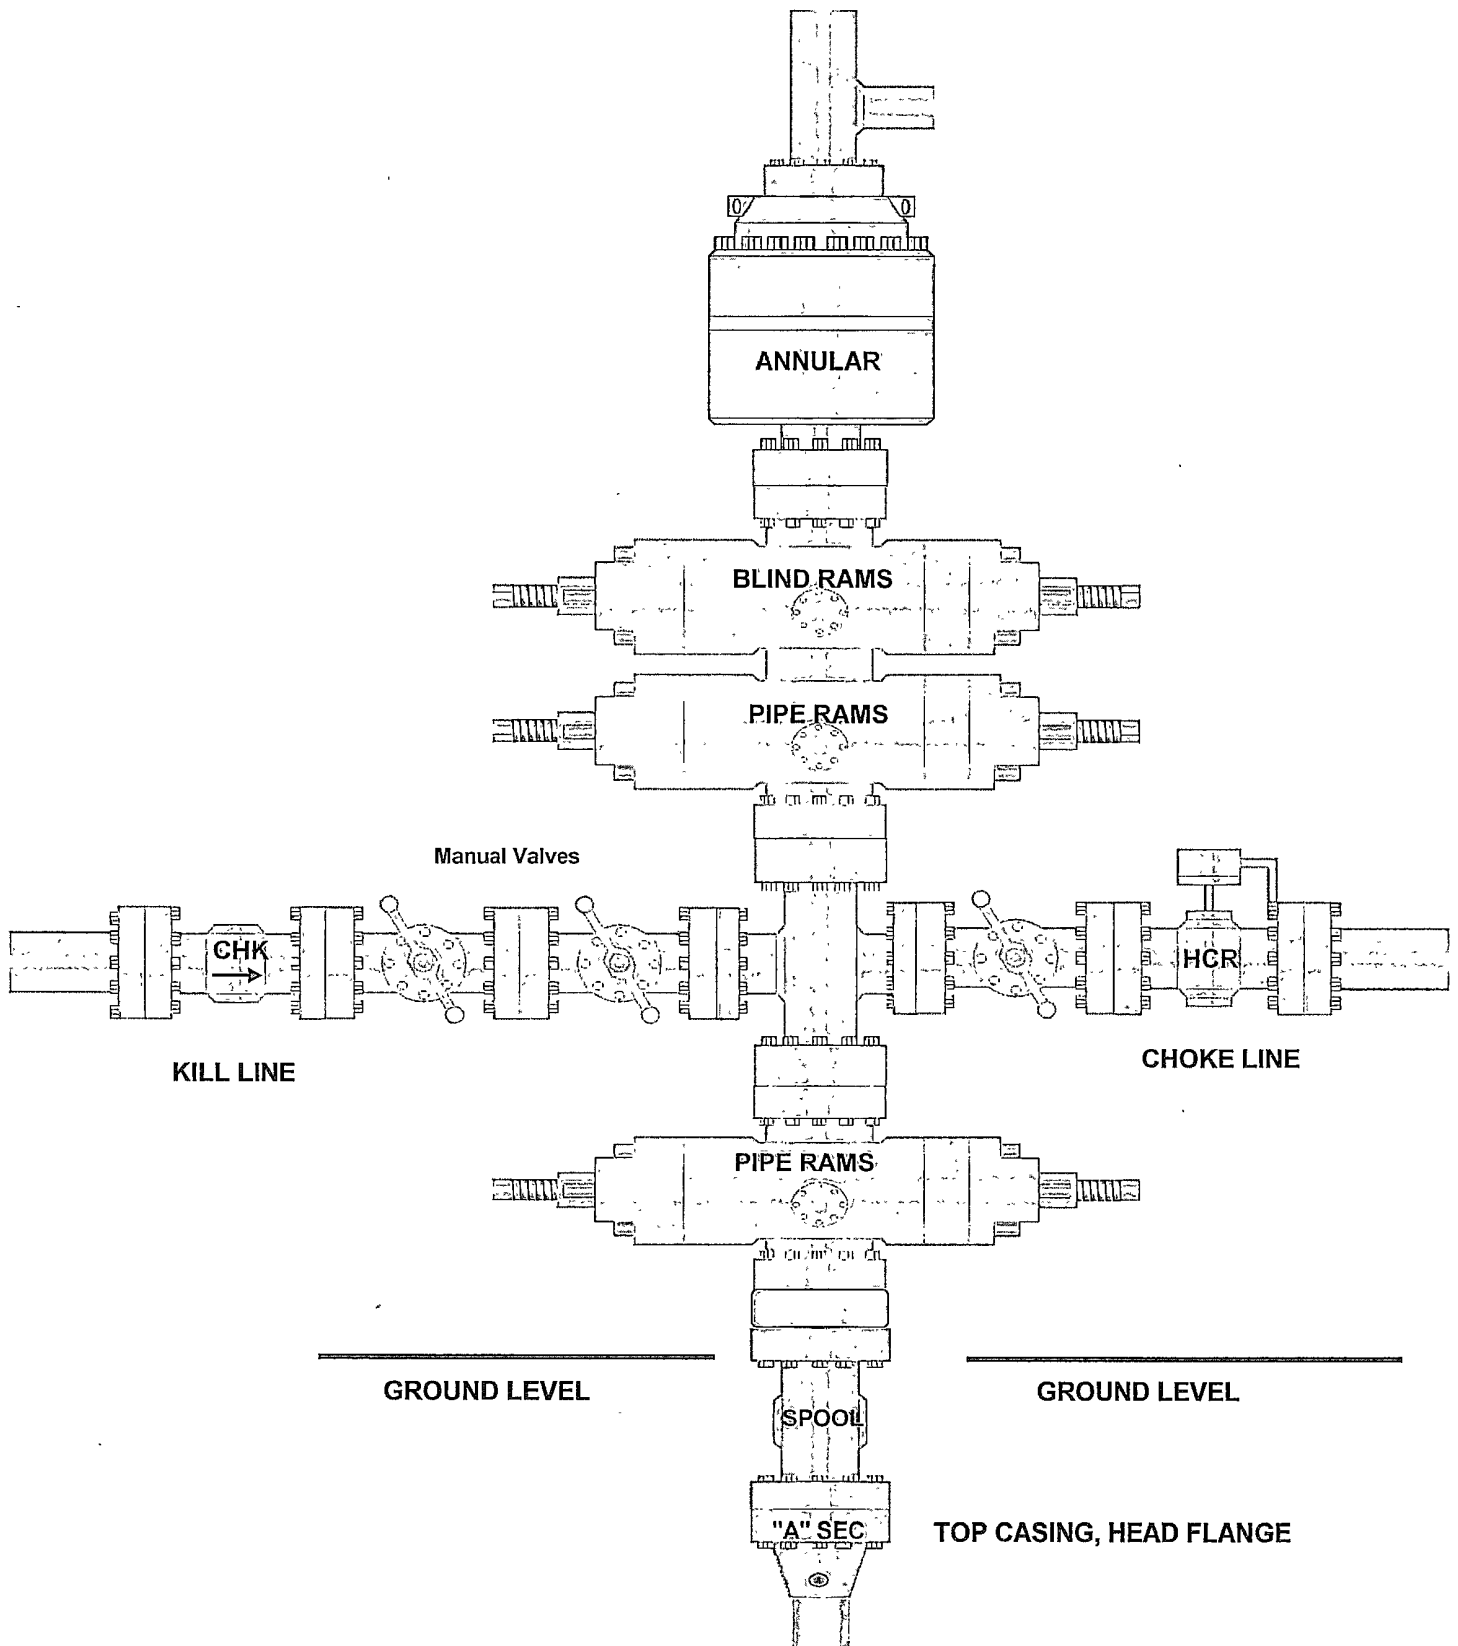 ANNULAR
BLIND RAMS
PIPE RAMS
Manual Valves
CHK
HCR
KILL LINE
CHOKE LINE
PIPE RAMS
GROUND LEVEL
GROUND LEVEL
SPOOL
"A" SEC
TOP CASING, HEAD FLANGE